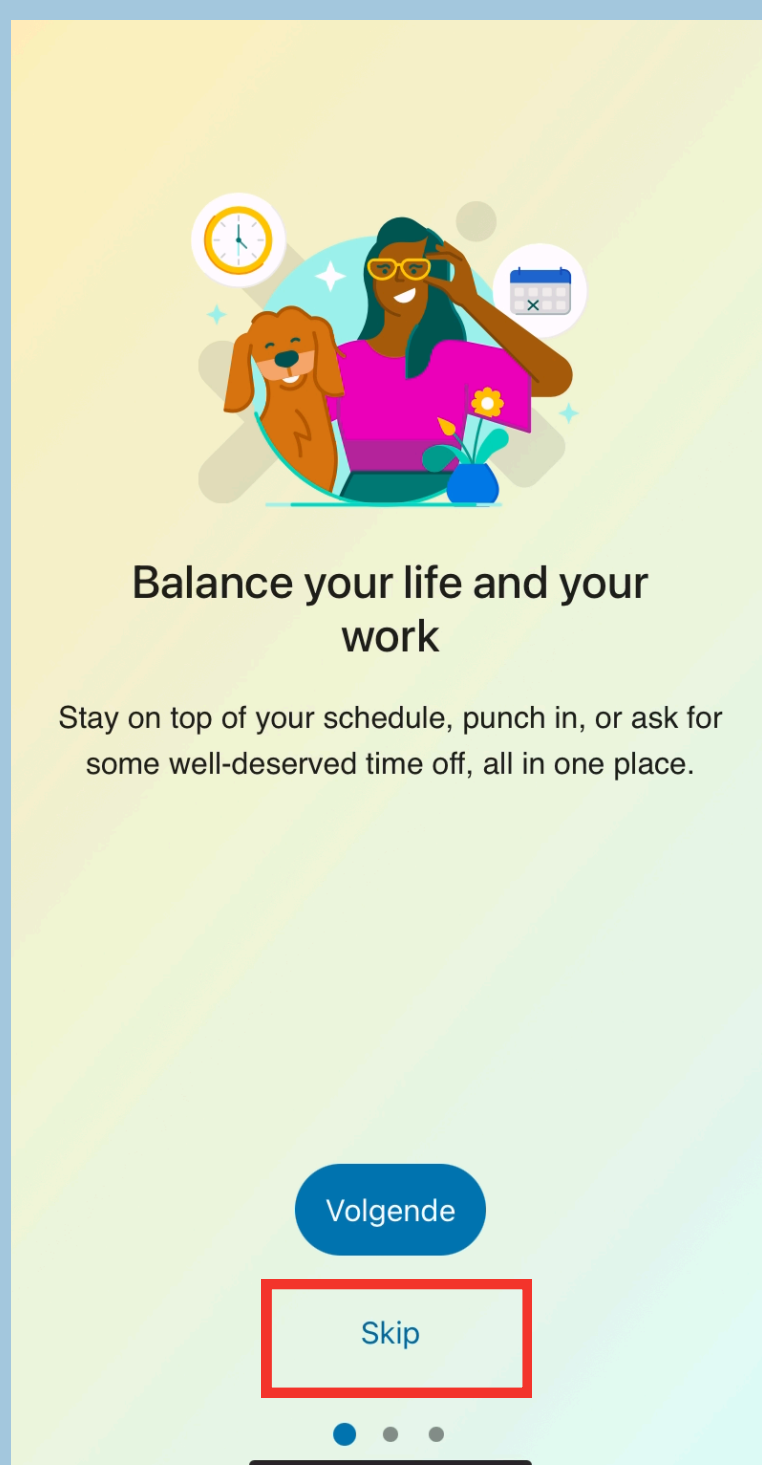 Balance your life and your
work
Stay on top of your schedule, punch in, or ask for
some well-deserved time off, all in one place.
Volgende
Skip